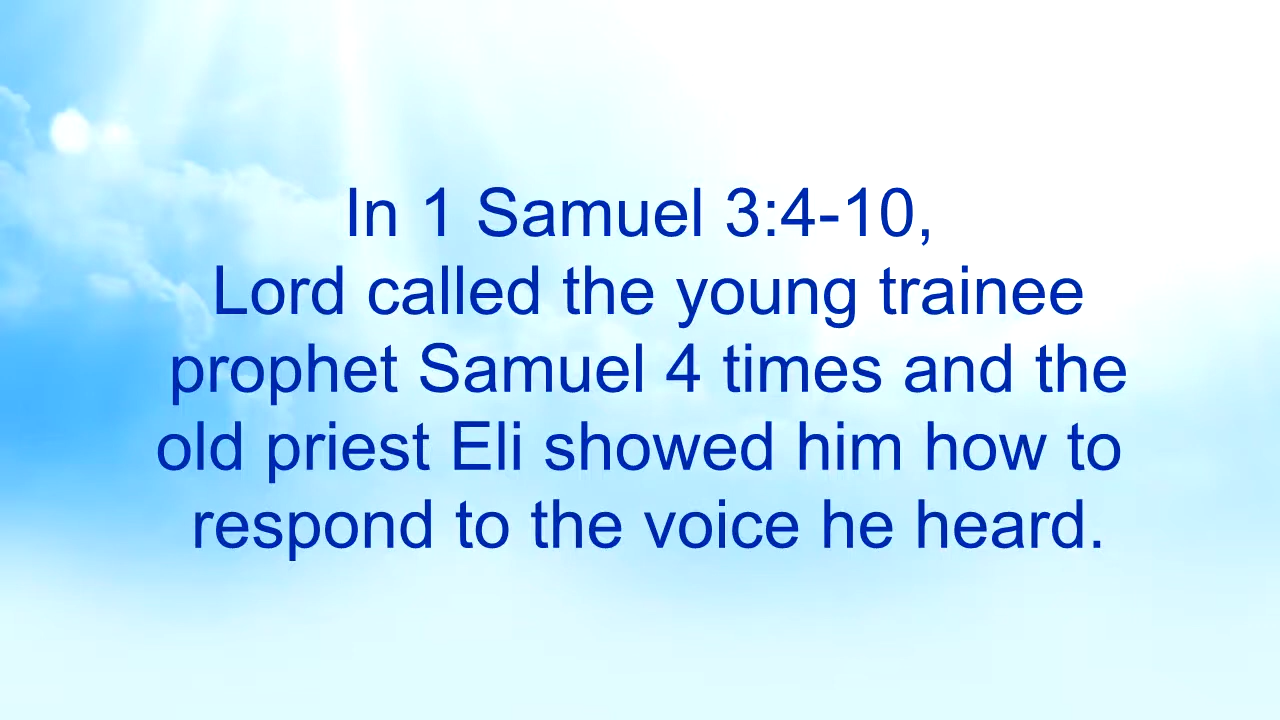 In 1 Samuel 3:4-10,
Lord called the young trainee
prophet Samuel 4 times and the
old priest Eli showed him how to
respond to the voice he heard.